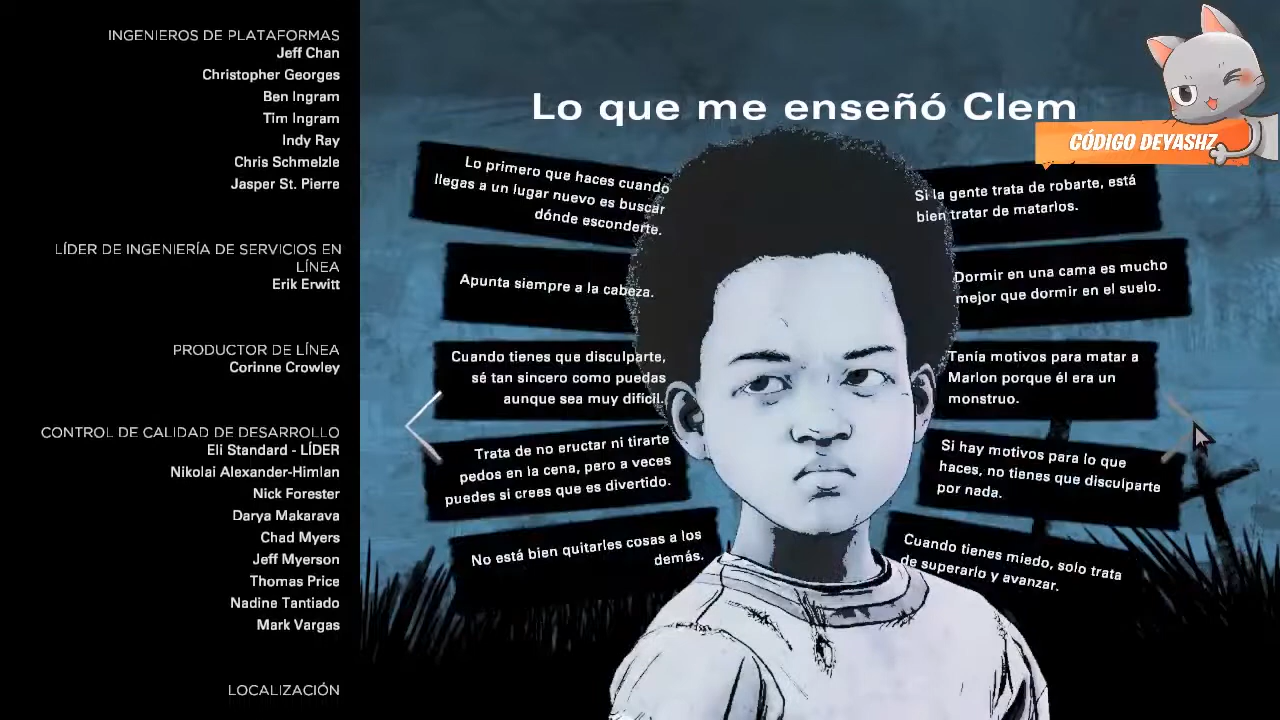 INGENIEROS DE PLATAFORMAS
Jeff Chan
Christopher Georges
Ben Ingram
Tim Ingram
Indy Ray
Chris Schmelzle
Jasper St. Pierre
LÍDER DE INGENIERÍA DE SERVICIOS EN
LÍNEA
Erik Erwitt
PRODUCTOR DE LÍNEA
Corinne Crowley
CONTROL DE CALIDAD DE DESARROLLO
Eli Standard - LÍDER
Nikolai Alexander-Himlan
Nick Forester
Darya Makarava
Chad Myers
Jeff Myerson
Thomas Price
Nadine Tantiado
Mark Vargas
LOCALIZACIÓN
Lo que me enseñó Clem
CÓDIGO DEYASHZ
Lo primero que haces cuando
llegas a un lugar nuevo es buscar
dónde esconderte.
Apunta siempre a la cabeza.
Cuando tienes que disculparte,
sé tan sincero como puedas
aunque sea muy difícil.
Trata de no eructar ni tirarte
pedos en la cena, pero a veces
puedes si crees que es divertido.
No está bien quitarles cosas a los
demás.
Si la gente trata de robarte, está
bien tratar de matarlos.
Dormir en una cama es mucho
mejor que dormir en el suelo.
Tenía motivos para matar a
Marlon porque él era un
monstruo.
Si hay motivos para lo que
haces, no tienes que disculparte
por nada.
Cuando tienes miedo, solo trata
de superarlo y avanzar.